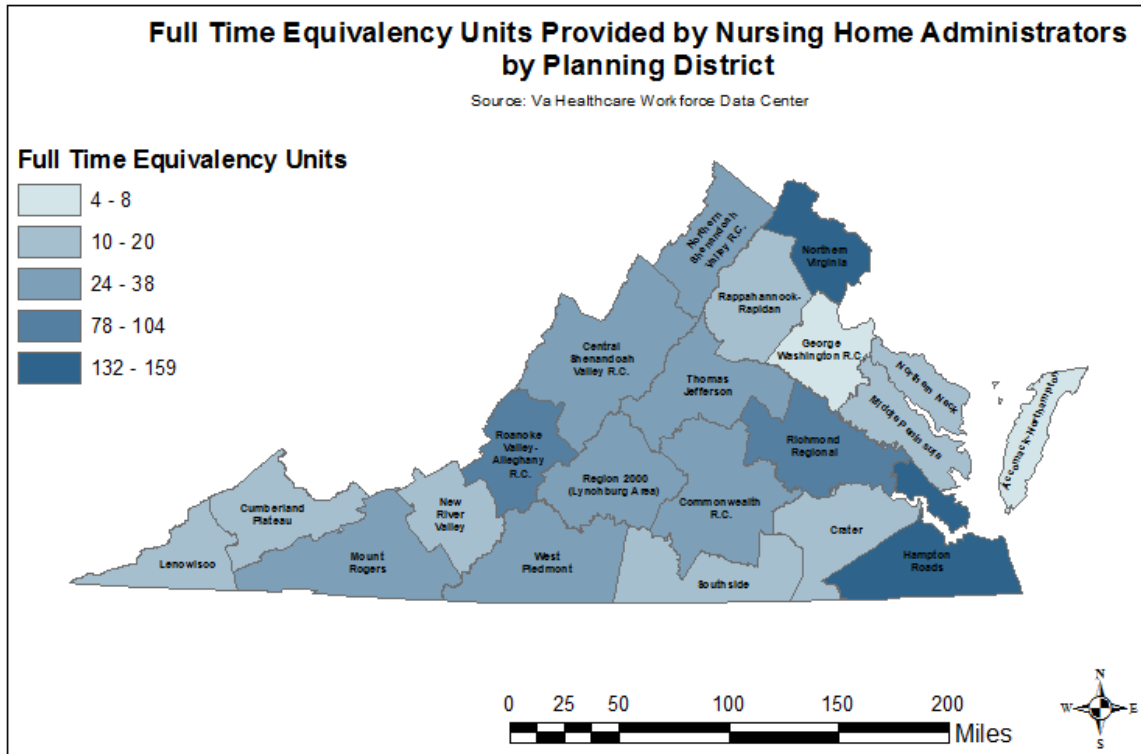 Full Time Equivalency Units Provided by Nursing Home Administrators
by Planning District
Source: Va Healthcare Workforce Data Center
Full Time Equivalency Units
4 - 8
10 - 20
24 - 38
78 - 104
132 - 159
Northern
Shenandoah
Valley R.C.
Northern
Virginia
Rappahannook-
Rapidan
George
Washington R.C.
Northern Neck
Middle Peninsula
Accomack-Northampton
Central
Shenandoah
Valley R.C.
Thomas
Jefferson
Roanoke
Valley-
Alleghany
R.C.
Richmond
Regional
Region 2000
(Lynohburg Area)
Commonwealth
R.C.
New
River
Valley
Cumberland
Plateau
Crater
Lenowisoo
Mount
Rogers
West
Piedmont
Southside
Hampton
Roads
0 25 50 100 150 200
Miles
N
W E
S